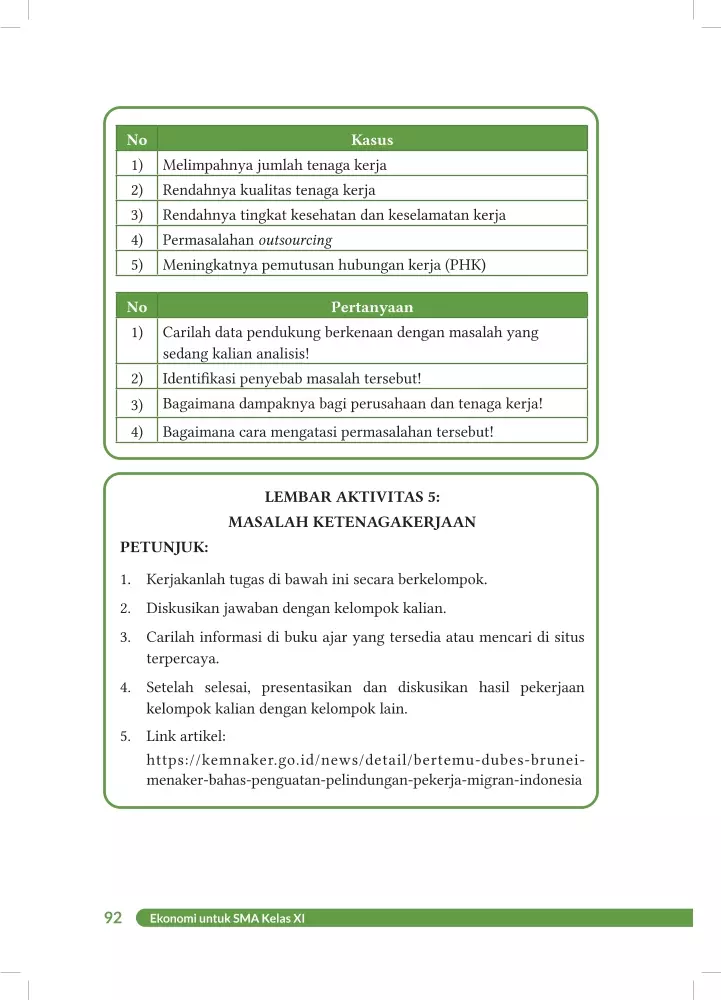 No Kasus
1) Melimpahnya jumlah tenaga kerja
2) Rendahnya kualitas tenaga kerja
3) Rendahnya tingkat kesehatan dan keselamatan kerja
4) Permasalahan outsourcing
5) Meningkatnya pemutusan hubungan kerja (PHK)
No Pertanyaan
1) Carilah data pendukung berkenaan dengan masalah yang
sedang kalian analisis!
2) Identifikasi penyebab masalah tersebut!
3) Bagaimana dampaknya bagi perusahaan dan tenaga kerja!
4) Bagaimana cara mengatasi permasalahan tersebut!
LEMBAR AKTIVITAS 5:
MASALAH KETENAGAKERJAAN
PETUNJUK:
1. Kerjakanlah tugas di bawah ini secara berkelompok.
2. Diskusikan jawaban dengan kelompok kalian.
3. Carilah informasi di buku ajar yang tersedia atau mencari di situs
terpercaya.
4. Setelah selesai, presentasikan dan diskusikan hasil pekerjaan
kelompok kalian dengan kelompok lain.
5. Link artikel:
https://kemnaker.go.id/news/detail/bertemu-dubes-brunei-
menaker-bahas-penguatan-pelindungan-pekerja-migran-indonesia
92 Ekonomi untuk SMA Kelas XI